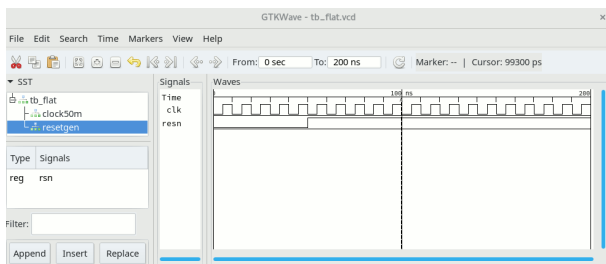 GTKWave - tb_flat.vcd
File Edit Search Time Markers View Help
From: 0 sec To: 200 ns Marker: -- | Cursor: 99300 ps
SST
tb_flat
clock50m
resetgen
Type Signals
reg rsn
Filter:
Append Insert Replace
Signals
Time
clk
resn
Waves
100 ns 200